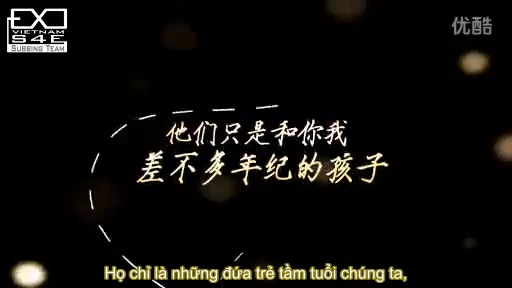 EXO
VIETNAM
S4E
SUBBING TEAM
优酷
他们只是和你我
差不多年纪的孩子
Họ chỉ là những đứa trẻ tầm tuổi chúng ta,